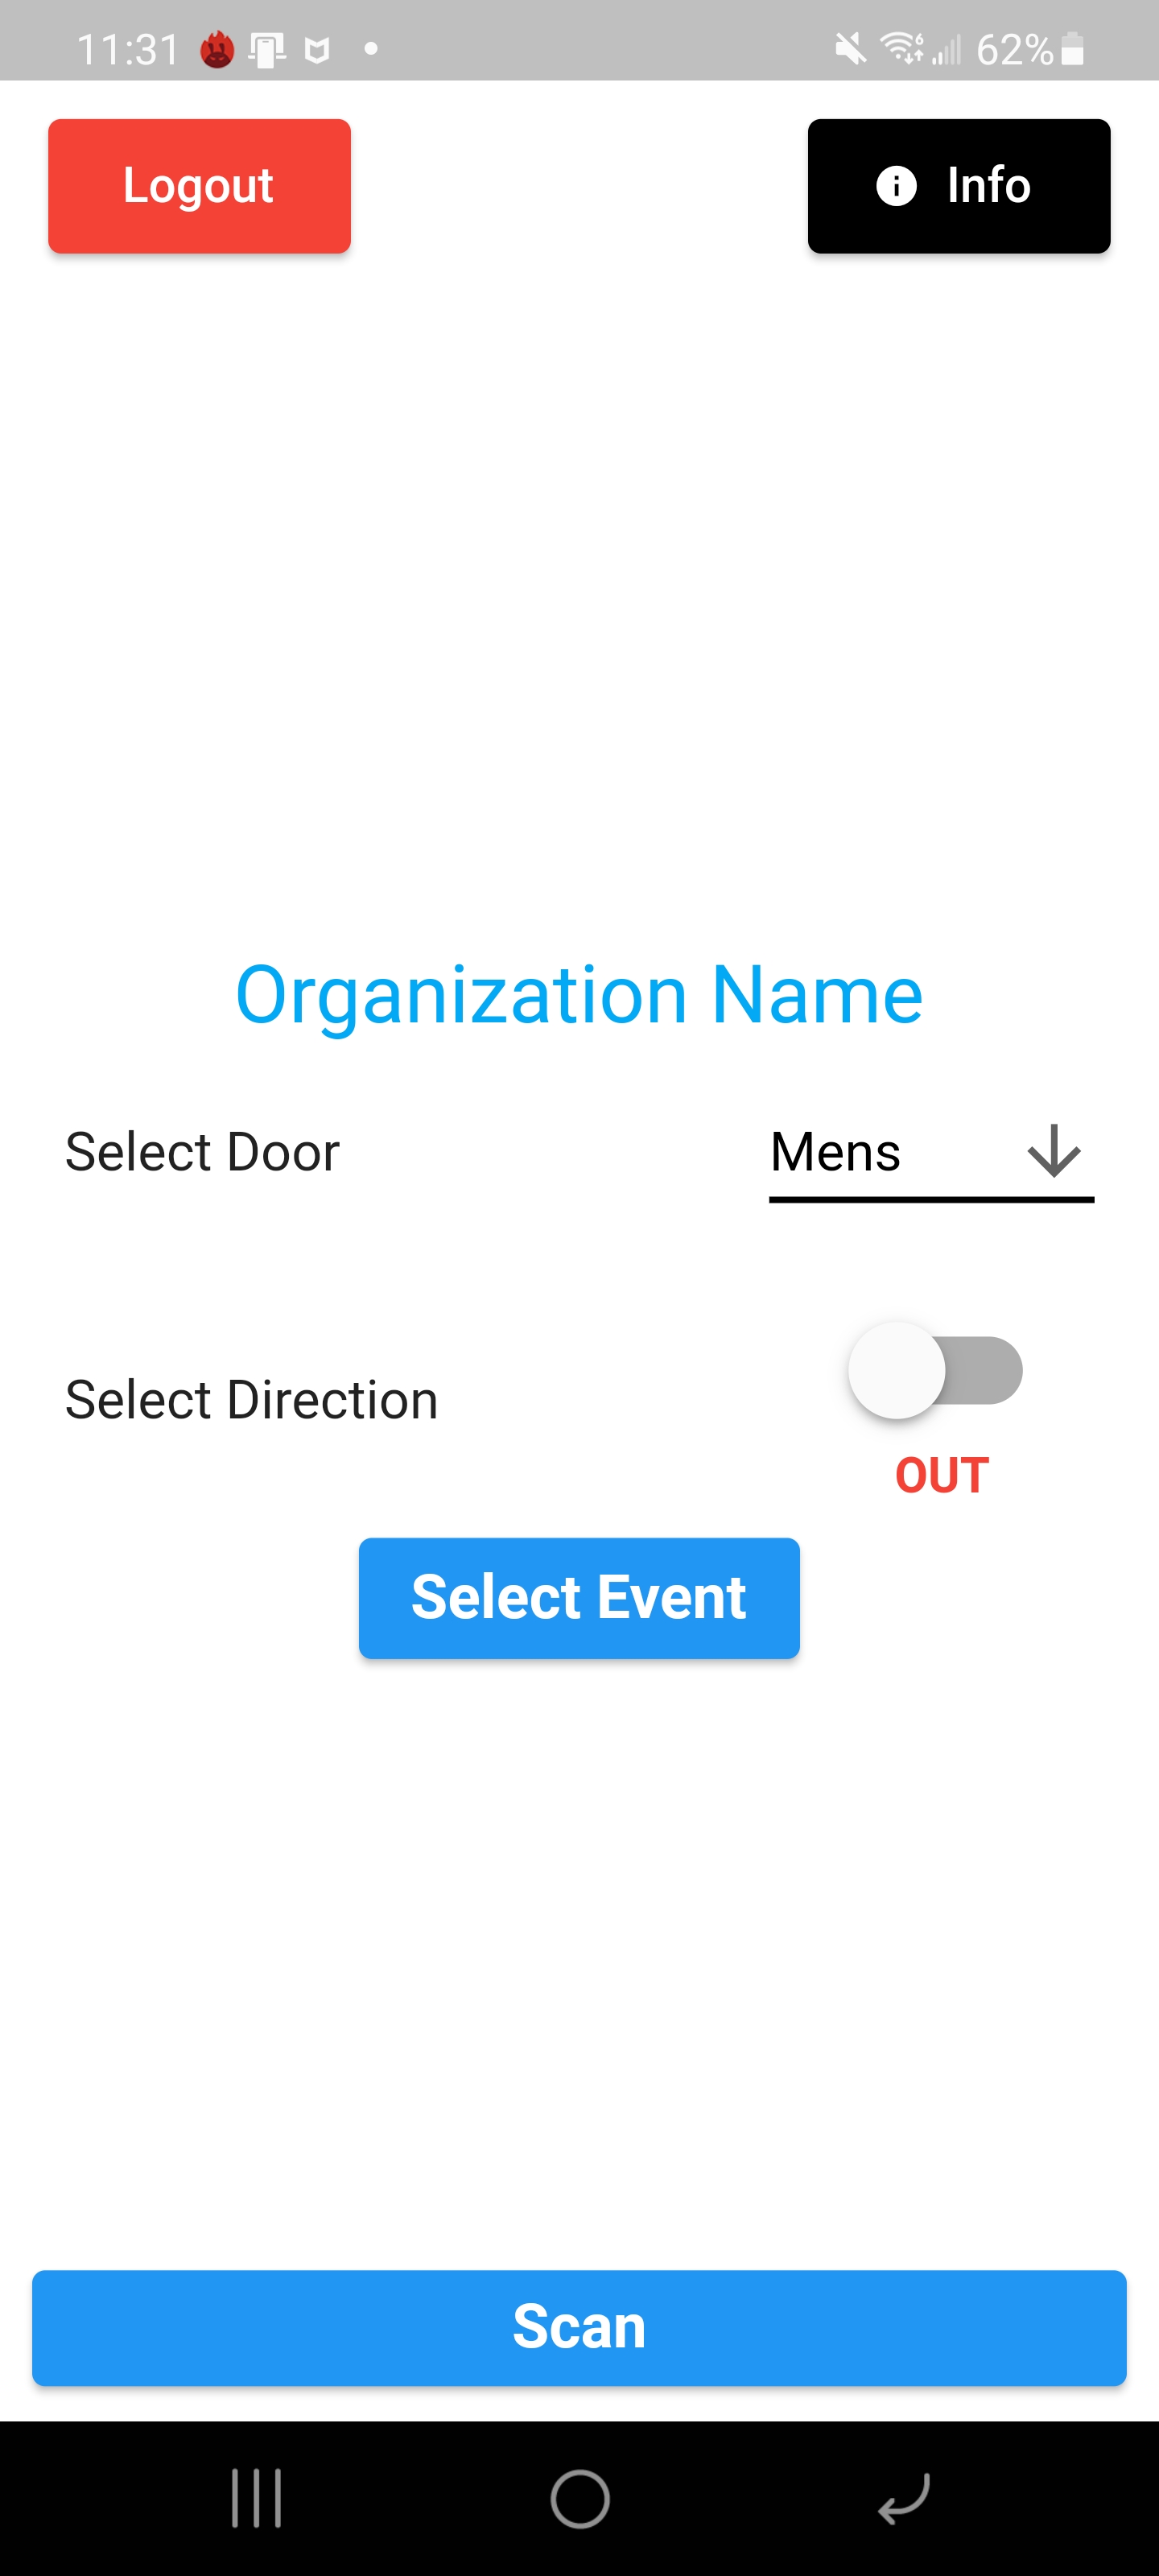 11:31 62%
Logout Info
Organization Name
Select Door Mens
Select Direction
OUT
Select Event
Scan